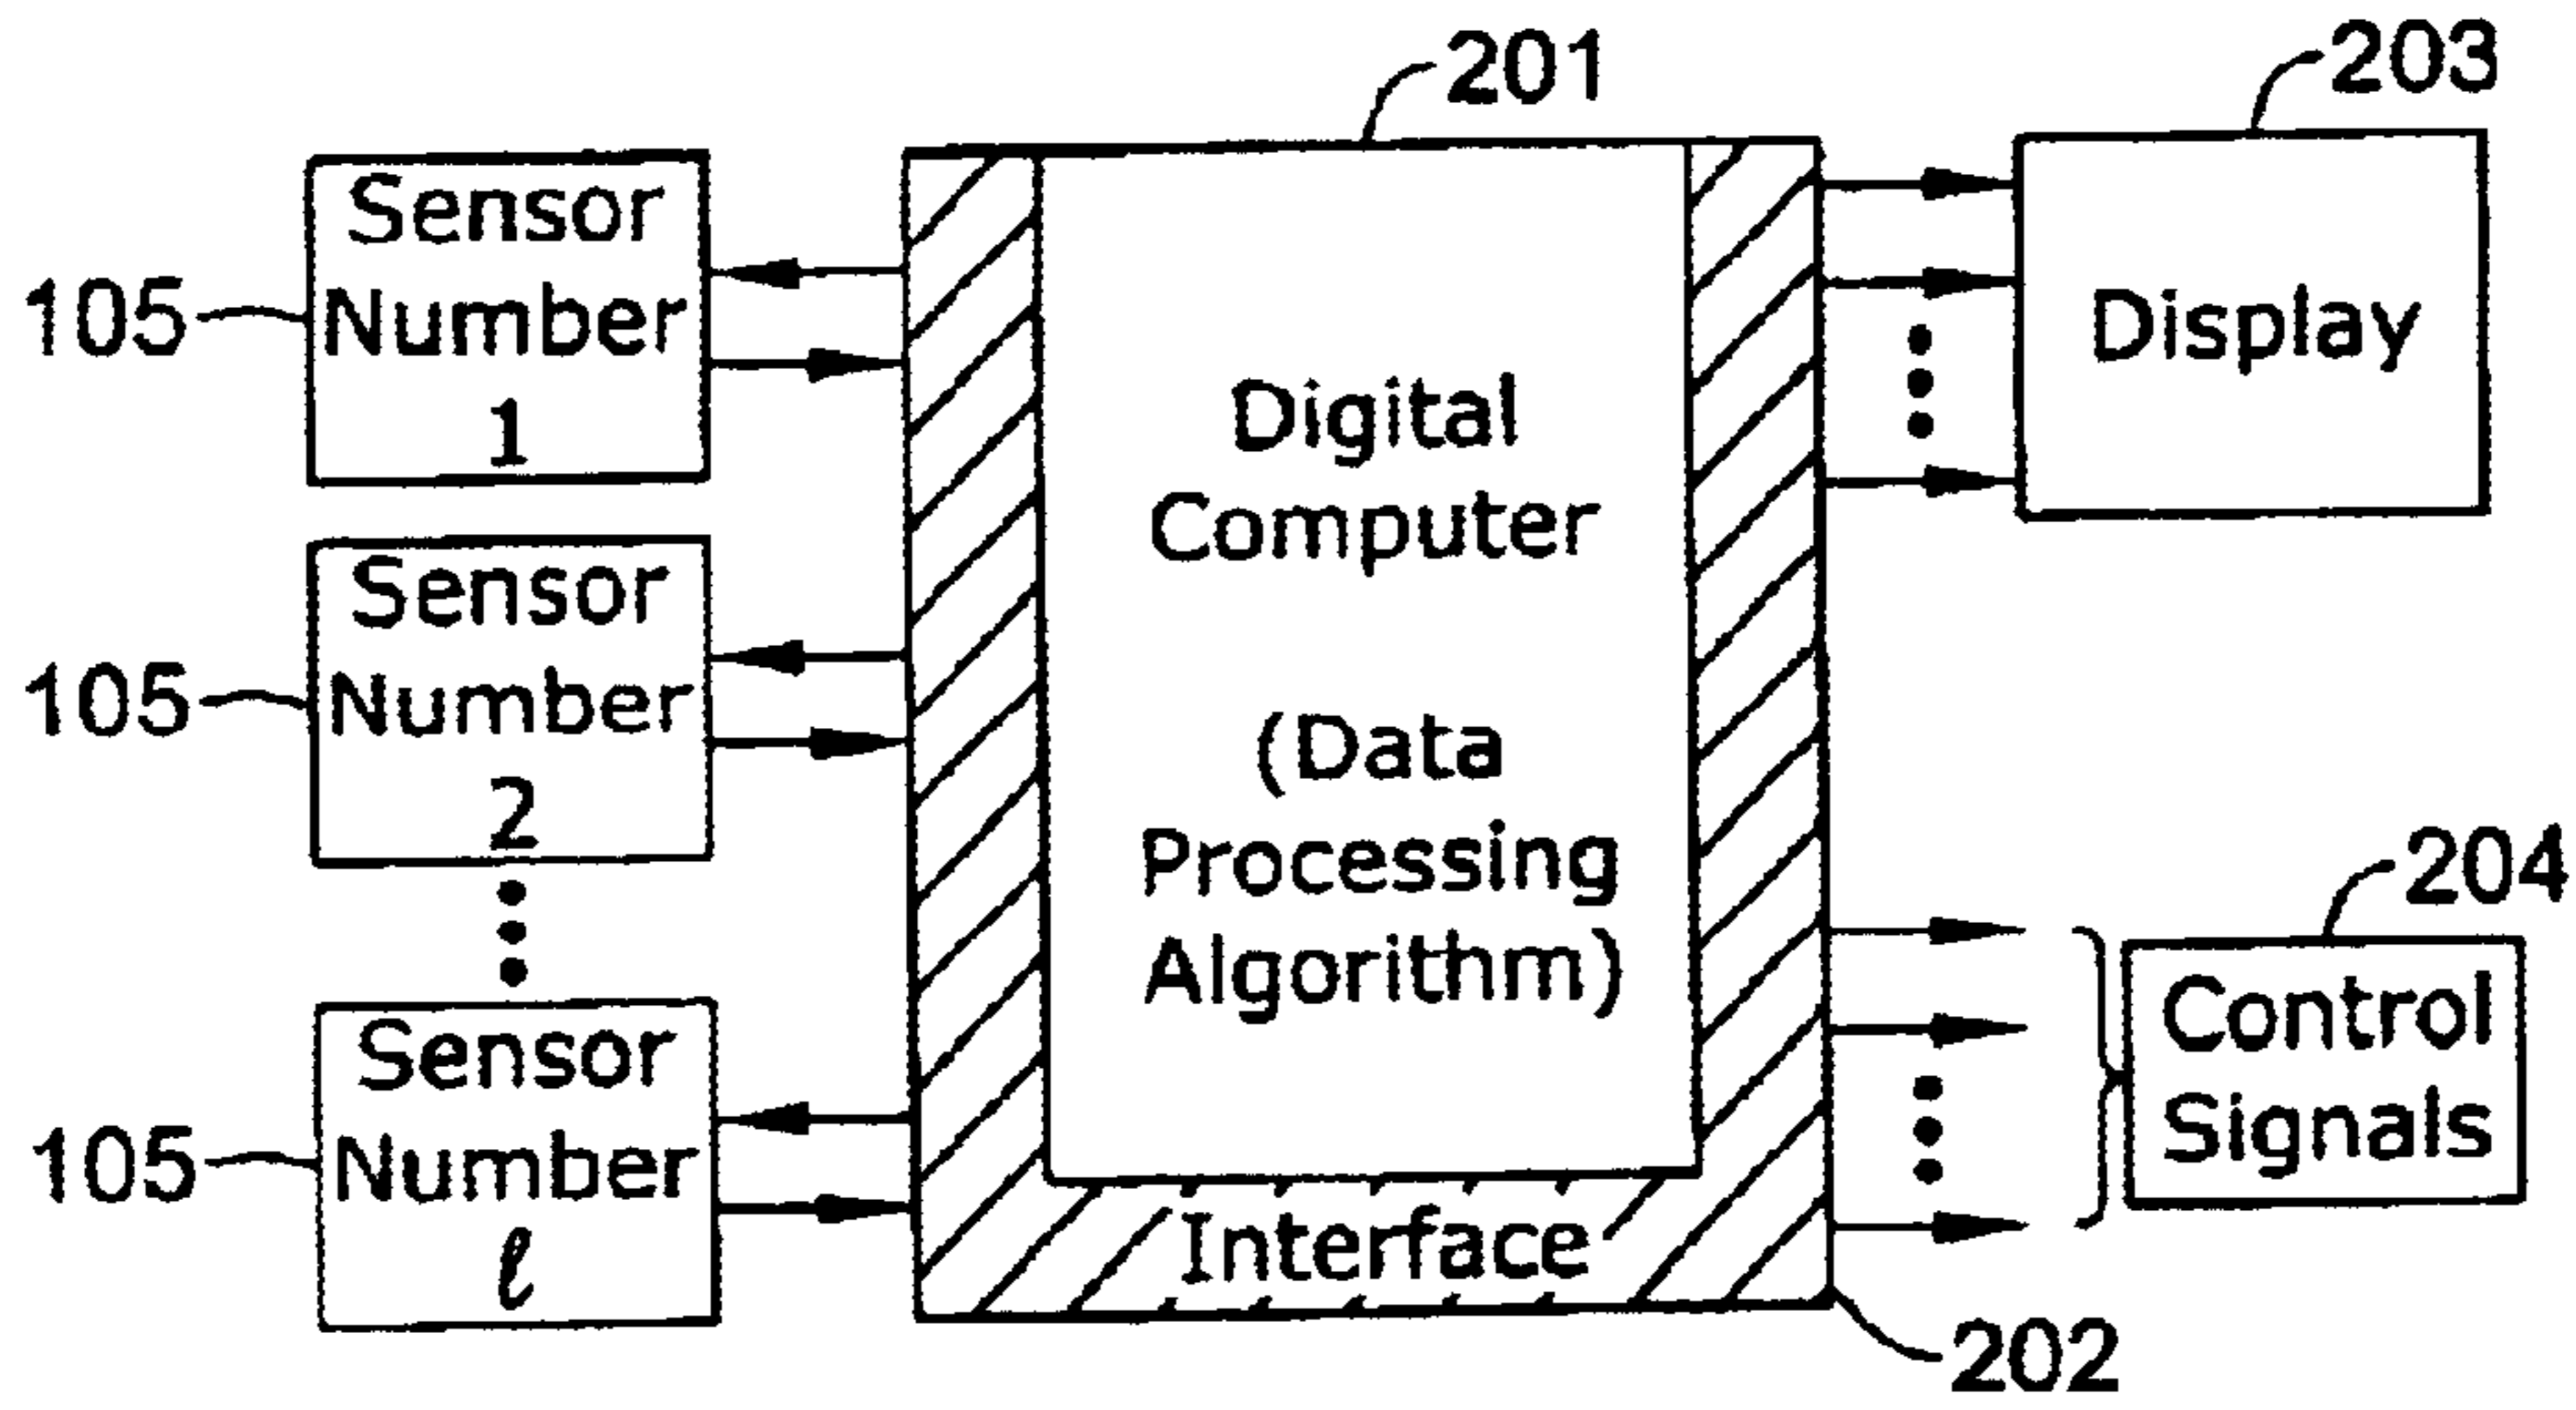 201
203
105
Sensor
Number
1
Display
Digital
Computer
105
Sensor
Number
2
(Data
Processing
Algorithm)
204
Control
Signals
105
Sensor
Number
ℓ
Interface
202